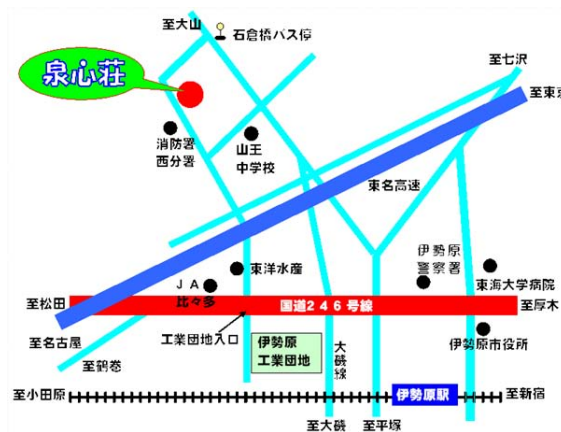 至大山
石倉橋バス停
泉心荘
至七沢
至東京
消防署
西分署
山王
中学校
東名高速
伊勢原
警察署
東洋水産
東海大学病院
ＪＡ
比々多
至松田
国道２４６号線
至厚木
至名古屋
工業団地入口
伊勢原
工業団地
大磯線
伊勢原市役所
至鶴巻
至小田原
伊勢原駅
至新宿
至大磯
至平塚